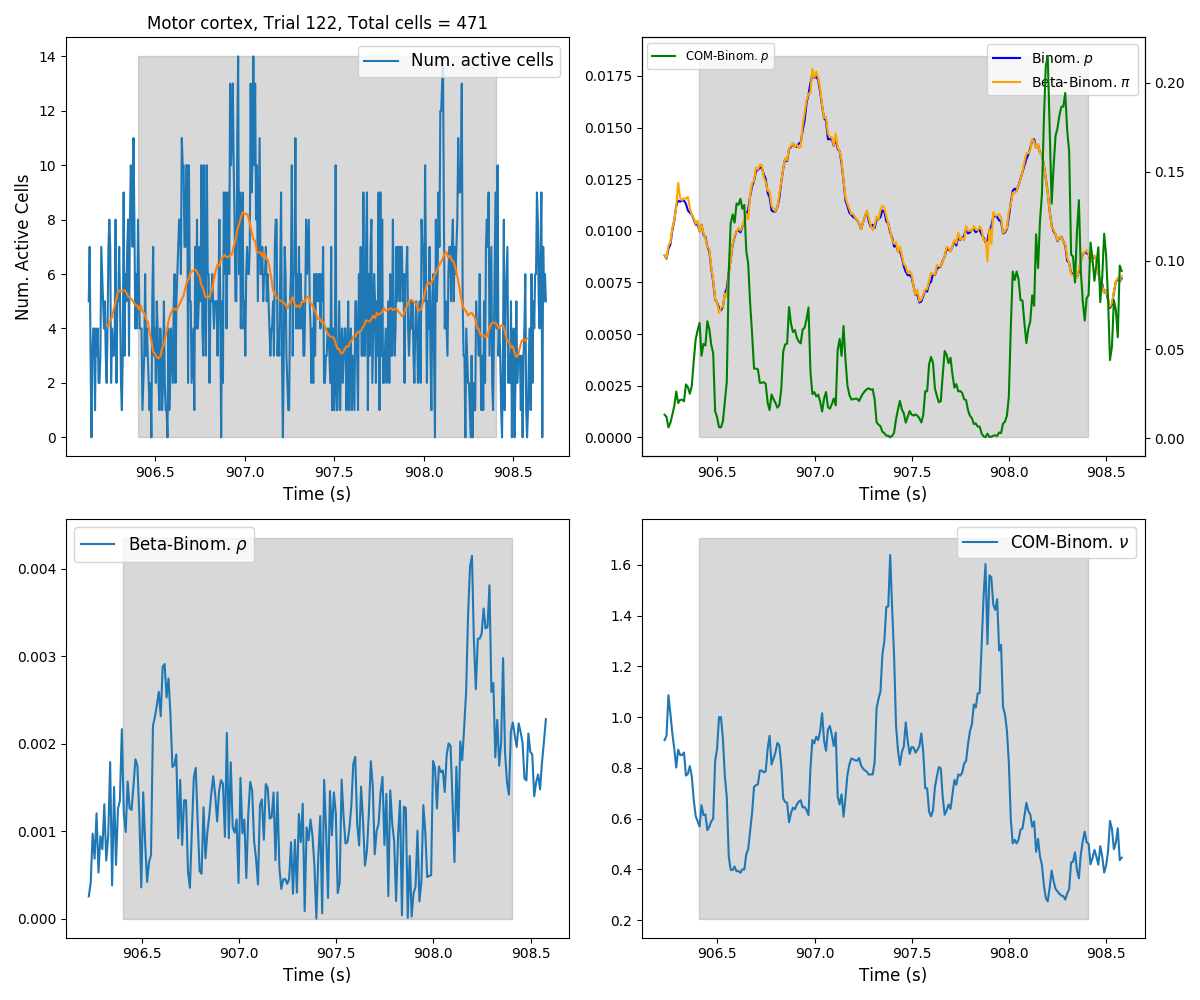 Motor cortex, Trial 122, Total cells = 471
Num. active cells
Num. Active Cells
14
12
10
8
6
4
2
0
906.5 907.0 907.5 908.0 908.5
Time (s)
COM-Binom. p
Binom. p
Beta-Binom. π
0.0175
0.0150
0.0125
0.0100
0.0075
0.0050
0.0025
0.0000
0.20
0.15
0.10
0.05
0.00
906.5 907.0 907.5 908.0 908.5
Time (s)
Beta-Binom. ρ
0.004
0.003
0.002
0.001
0.000
906.5 907.0 907.5 908.0 908.5
Time (s)
COM-Binom. ν
1.6
1.4
1.2
1.0
0.8
0.6
0.4
0.2
906.5 907.0 907.5 908.0 908.5
Time (s)